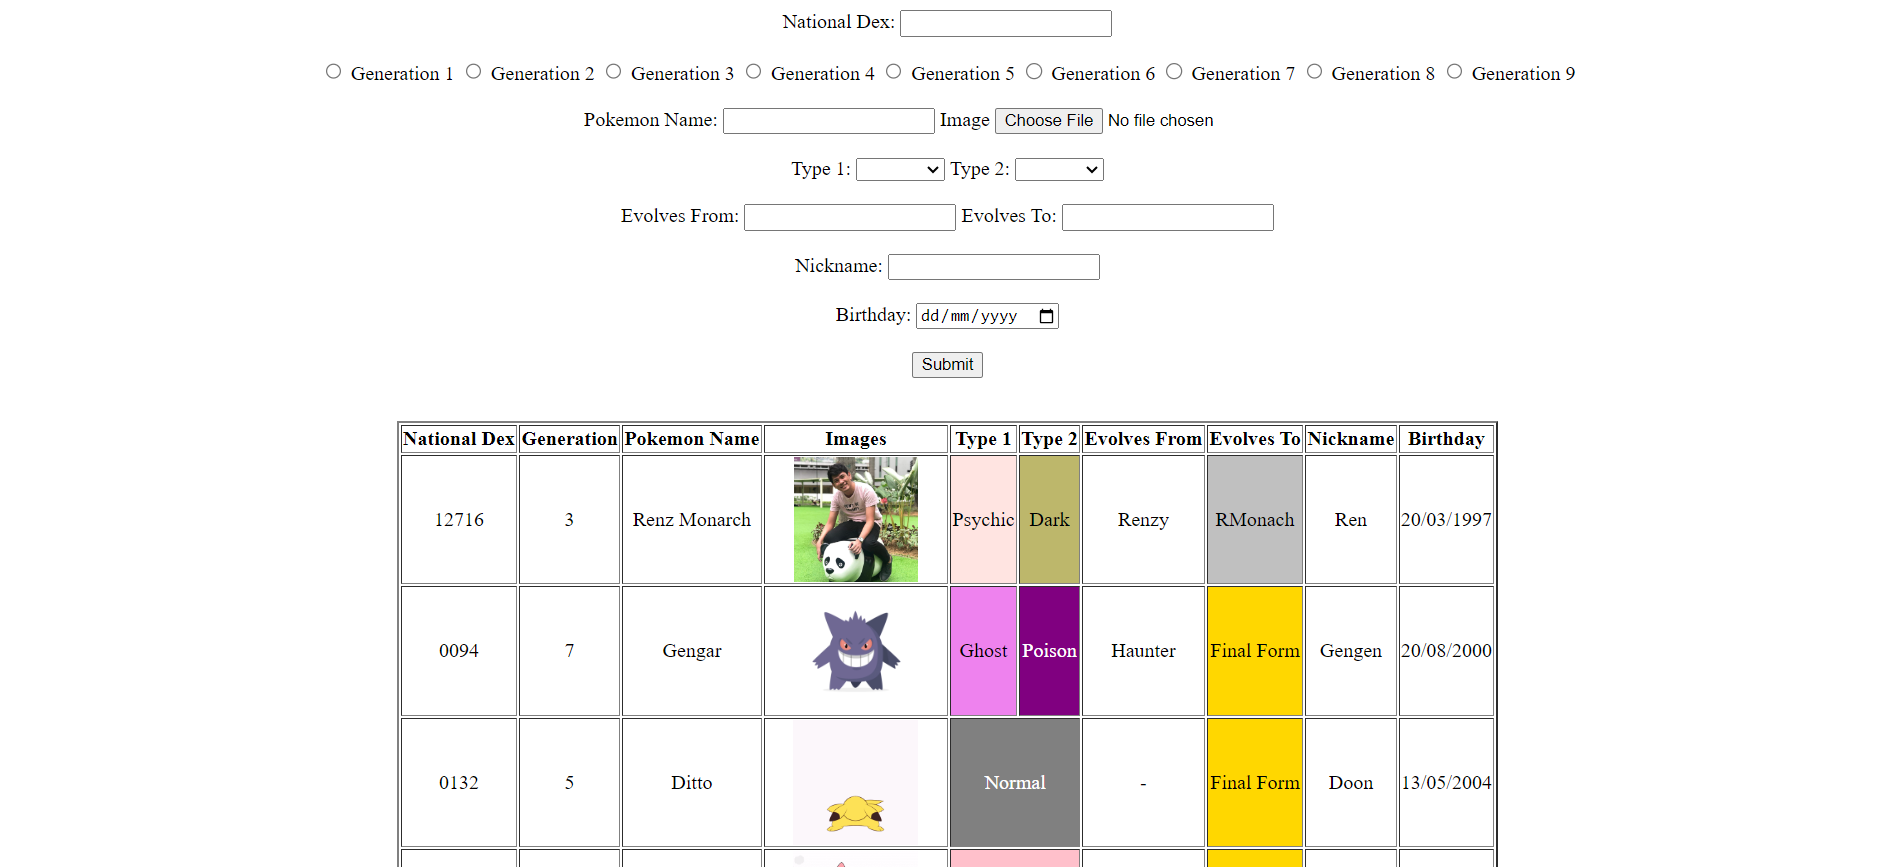 National Dex:
Generation 1 Generation 2 Generation 3 Generation 4 Generation 5 Generation 6 Generation 7 Generation 8 Generation 9
Pokemon Name: Image Choose File No file chosen
Type 1: Type 2:
Evolves From: Evolves To:
Nickname:
Birthday: dd/mm/yyyy
Submit
National Dex Generation Pokemon Name Images Type 1 Type 2 Evolves From Evolves To Nickname Birthday
12716 3 Renz Monarch Psychic Dark Renzy RMonach Ren 20/03/1997
0094 7 Gengar Ghost Poison Haunter Final Form Gengen 20/08/2000
0132 5 Ditto Normal - Final Form Doon 13/05/2004